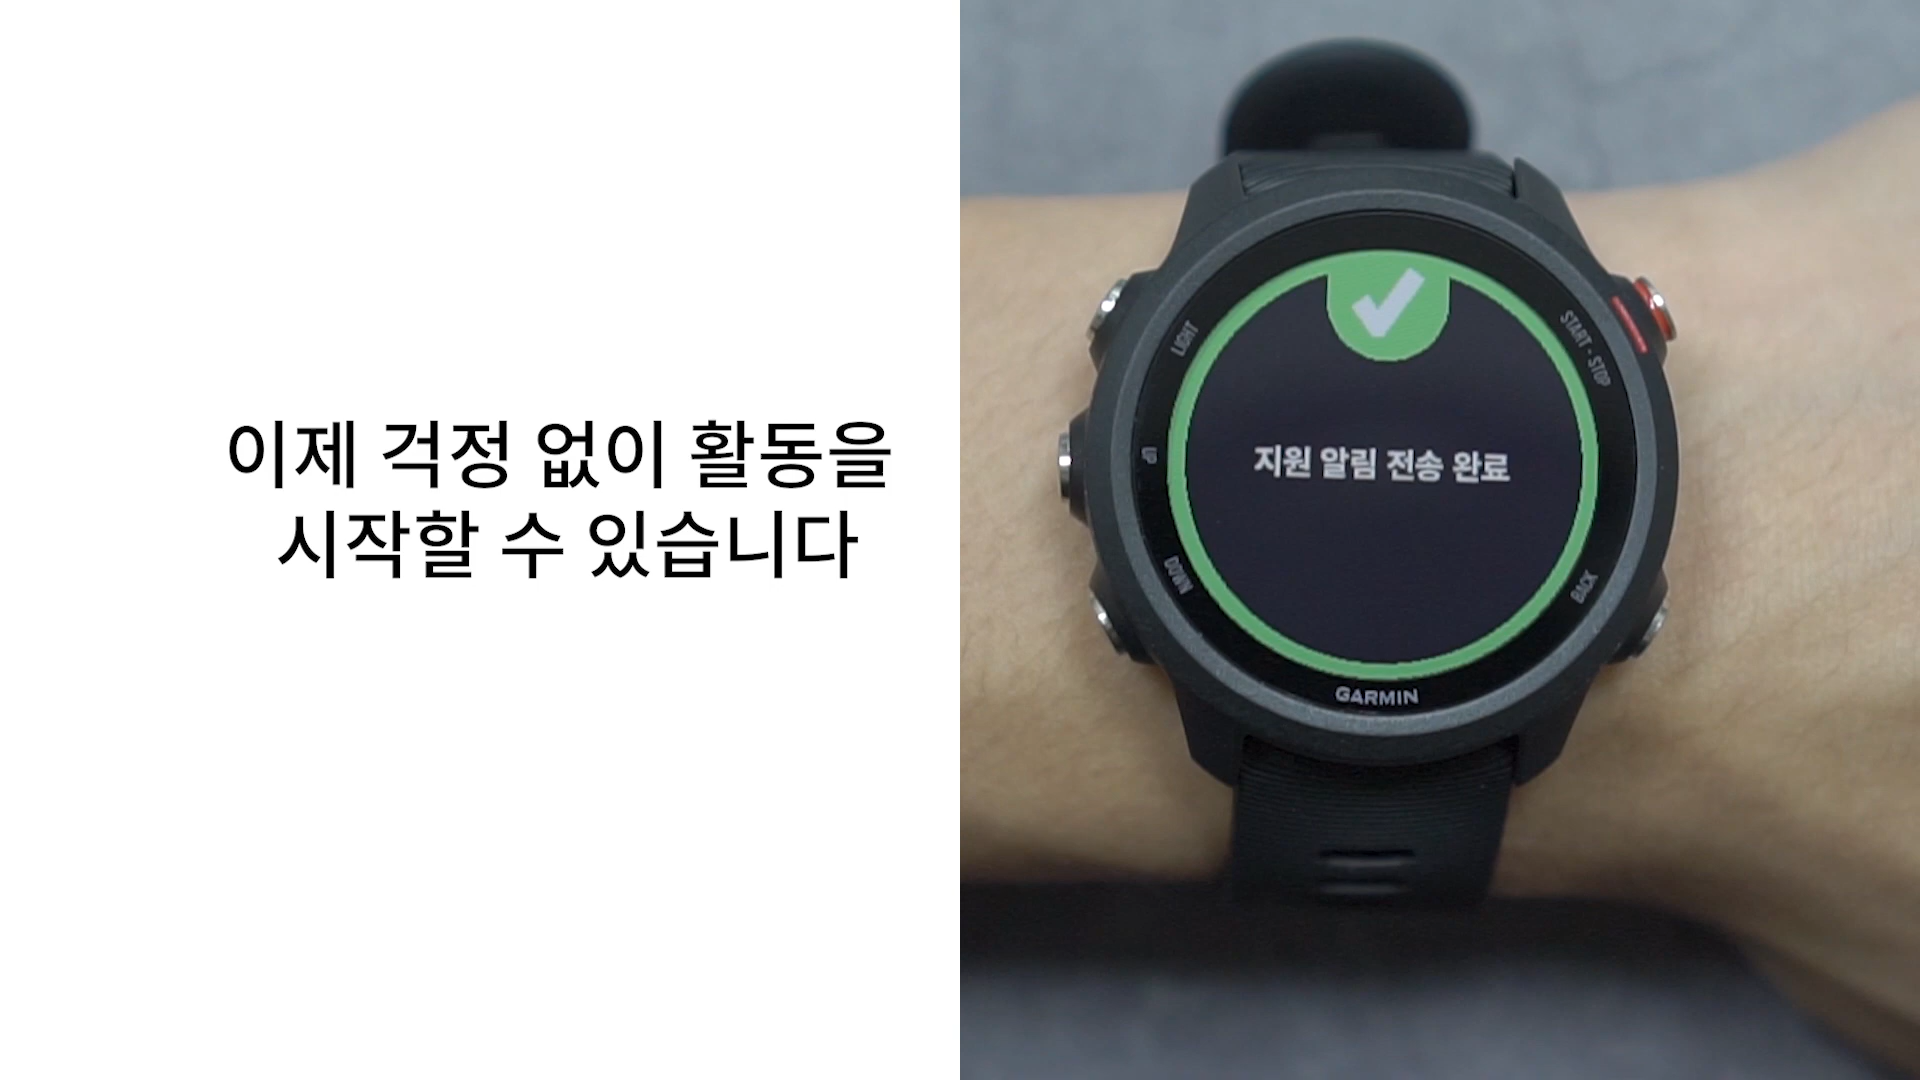 이제 걱정 없이 활동을
시작할 수 있습니다
LIGHT
START · STOP
지원 알림 전송 완료
UP
DOWN
BACK
GARMIN